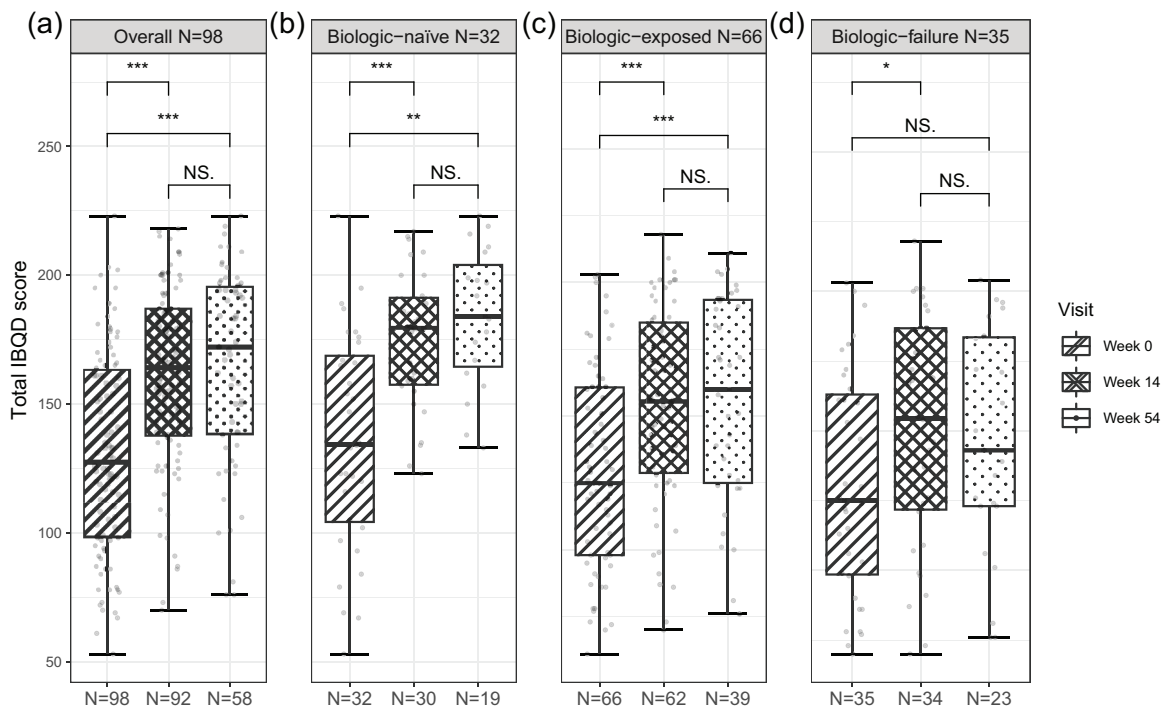 (a) (b) (c) (d)
Overall N=98
Biologic−naïve N=32
Biologic−exposed N=66
Biologic−failure N=35
*** *** *** *
*** ** *** NS.
NS. NS. NS. NS.
Total IBQD score
250
200
150
100
50
N=98 N=92 N=58
N=32 N=30 N=19
N=66 N=62 N=39
N=35 N=34 N=23
Visit
Week 0
Week 14
Week 54